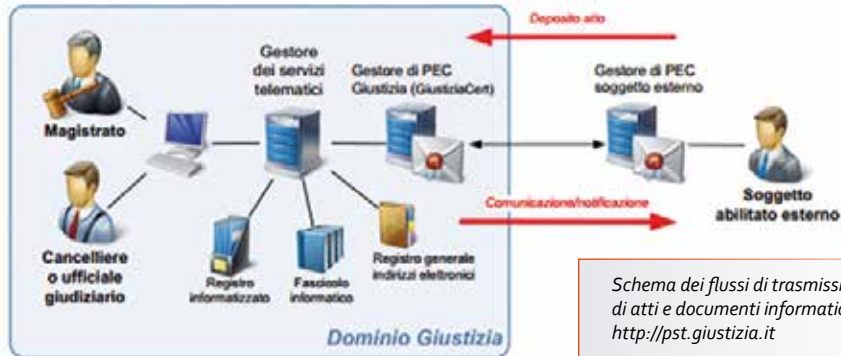 Deposito atto
Gestore
dei servizi
telematici
Gestore di PEC
Giustizia (GiustiziaCert)
Gestore di PEC
soggetto esterno
Magistrato
Soggetto
abilitato esterno
Comunicazione/notificazione
Cancelliere
o ufficiale
giudiziario
Registro
informatizzato
Fascicolo
informatico
Registro generale
indirizzi elettronici
Dominio Giustizia
Schema dei flussi di trasmissi
di atti e documenti informatic
http://pst.giustizia.it